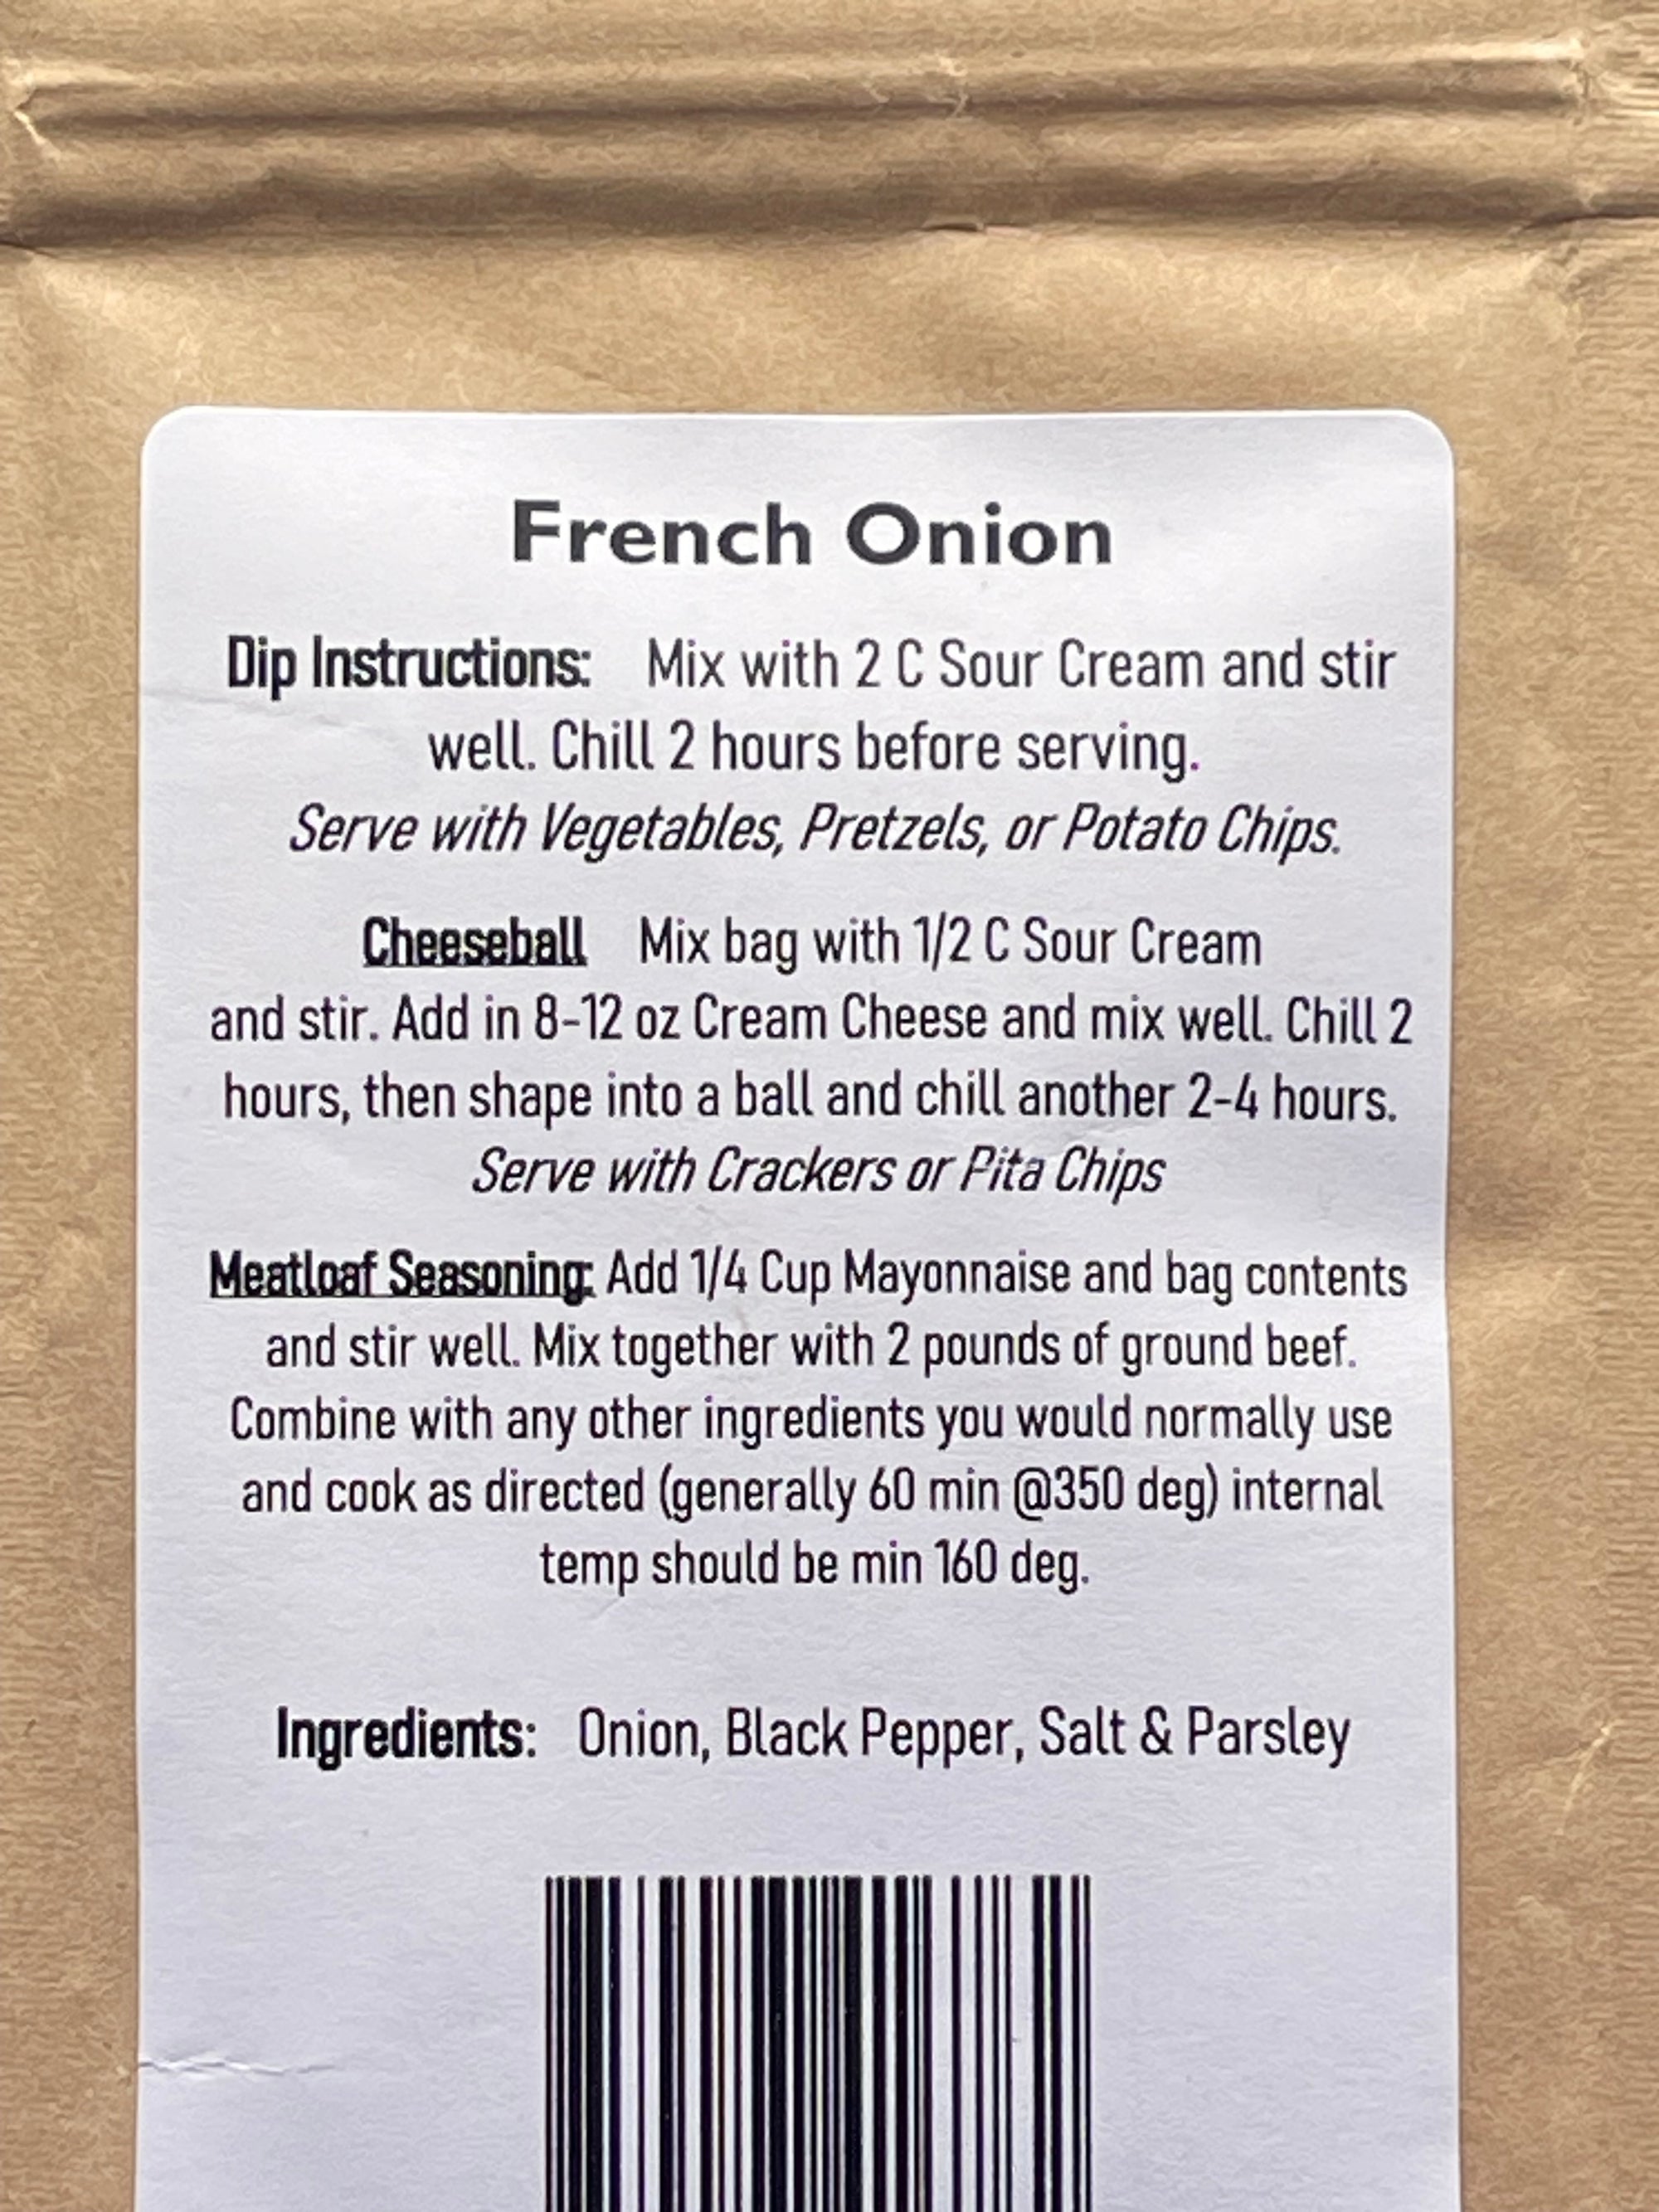 French Onion
Dip Instructions: Mix with 2 C Sour Cream and stir
well. Chill 2 hours before serving.
Serve with Vegetables, Pretzels, or Potato Chips.
Cheeseball Mix bag with 1/2 C Sour Cream
and stir. Add in 8-12 oz Cream Cheese and mix well. Chill 2
hours, then shape into a ball and chill another 2-4 hours.
Serve with Crackers or Pita Chips
Meatloaf Seasoning: Add 1/4 Cup Mayonnaise and bag contents
and stir well. Mix together with 2 pounds of ground beef.
Combine with any other ingredients you would normally use
and cook as directed (generally 60 min @350 deg) internal
temp should be min 160 deg.
Ingredients: Onion, Black Pepper, Salt & Parsley